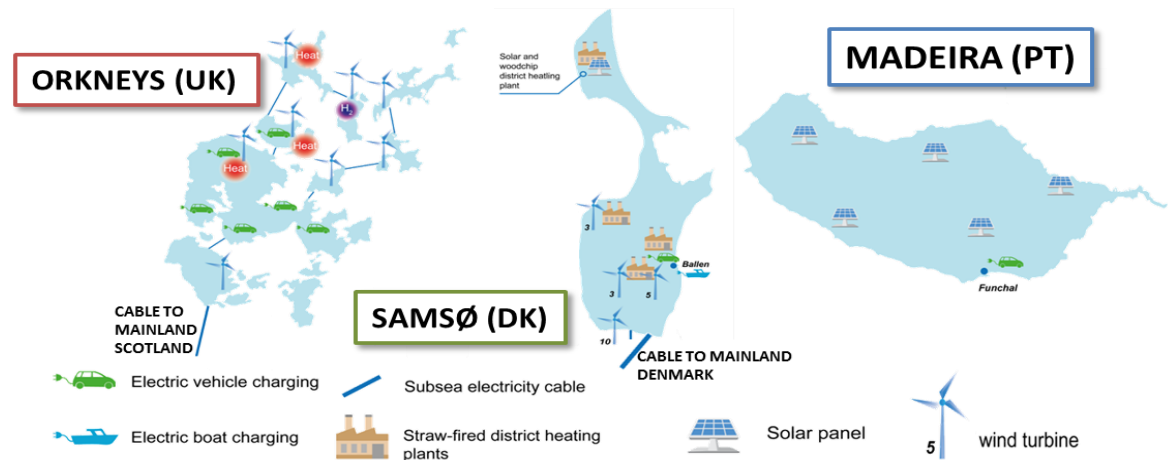 ORKNEYS (UK)
Heat
H2
Heat
Heat
CABLE TO
MAINLAND
SCOTLAND
Solar and
woodchip
district heatling
plant
3
Ballen
3
5
10
SAMSØ (DK)
CABLE TO MAINLAND
DENMARK
MADEIRA (PT)
Funchal
Electric vehicle charging
Subsea electricity cable
Electric boat charging
Straw-fired district heating
plants
Solar panel
5
wind turbine